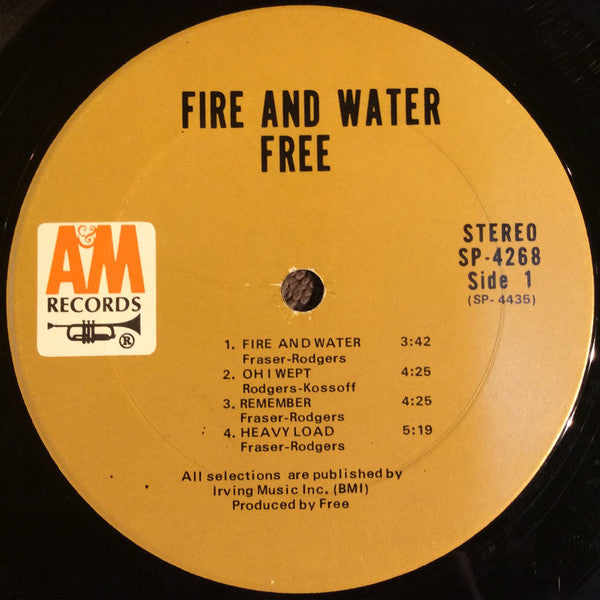 FIRE AND WATER
FREE
A&M
RECORDS
®
STEREO
SP-4268
Side 1
(SP-4435)
1. FIRE AND WATER 3:42
Fraser-Rodgers
2. OH I WEPT 4:25
Rodgers-Kossoff
3. REMEMBER 4:25
Fraser-Rodgers
4. HEAVY LOAD 5:19
Fraser-Rodgers
All selections are published by
Irving Music Inc. (BMI)
Produced by Free